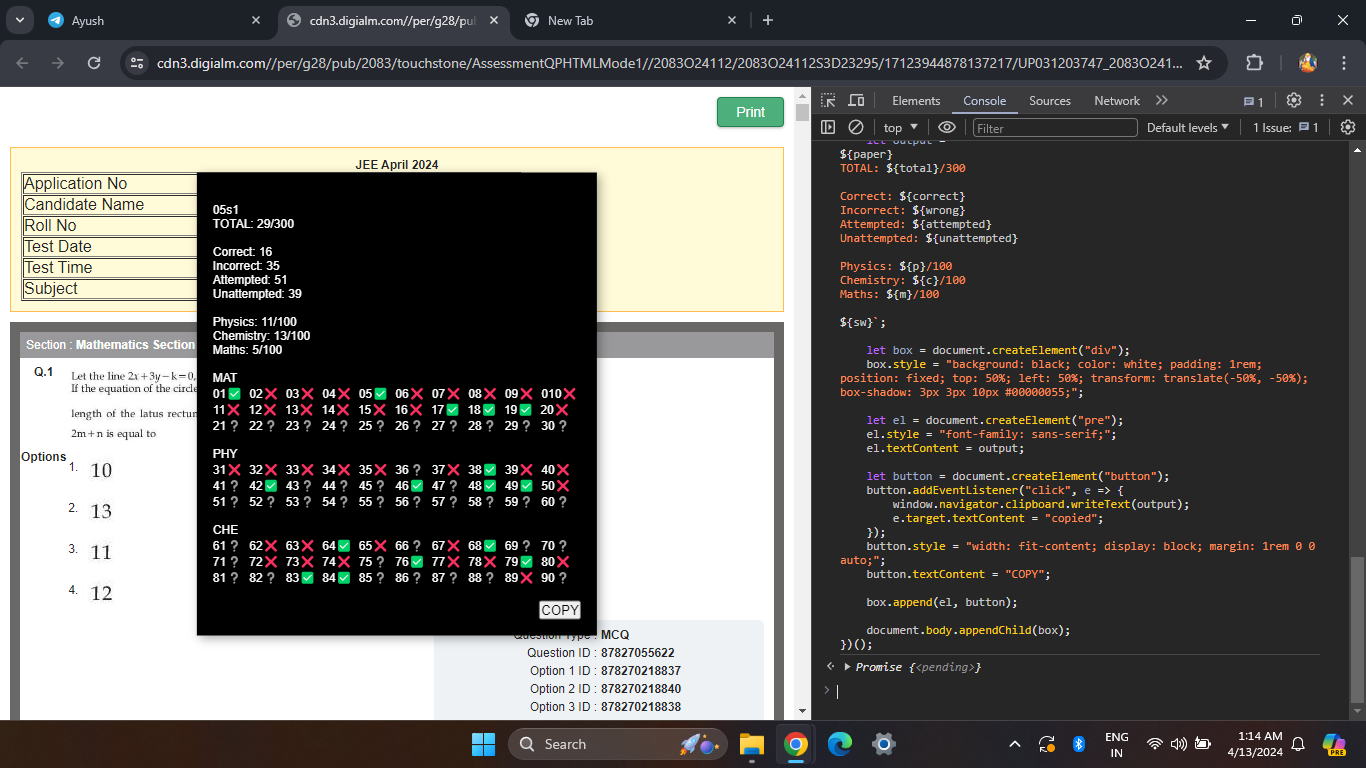 Ayush
cdn3.digialm.com//per/g28/pu
New Tab
cdn3.digialm.com//per/g28/pub/2083/touchstone/AssessmentQPHTMLMode1//2083O24112/2083O24112S3D23295/17123944878137217/UP031203747_2083O241...
Print
JEE April 2024
Application No
Candidate Name
Roll No
Test Date
Test Time
Subject
Section : Mathematics Section
Q.1
Let the line 2x+3y−k=0,
If the equation of the circle
length of the latus rectum
2m+n is equal to
Options
1. 10
2. 13
3. 11
4. 12
05s1
TOTAL: 29/300
Correct: 16
Incorrect: 35
Attempted: 51
Unattempted: 39
Physics: 11/100
Chemistry: 13/100
Maths: 5/100
MAT
01✅ 02❌ 03❌ 04❌ 05✅ 06❌ 07❌ 08❌ 09❌ 010❌
11❌ 12❌ 13❌ 14❌ 15❌ 16❌ 17✅ 18✅ 19✅ 20❌
21❔ 22❔ 23❔ 24❔ 25❔ 26❔ 27❔ 28❔ 29❔ 30❔
PHY
31❌ 32❌ 33❌ 34❌ 35❌ 36❔ 37❌ 38✅ 39❌ 40❌
41❔ 42✅ 43❔ 44❔ 45❔ 46✅ 47❔ 48✅ 49✅ 50❌
51❔ 52❔ 53❔ 54❔ 55❔ 56❔ 57❔ 58❔ 59❔ 60❔
CHE
61❔ 62❌ 63❌ 64✅ 65❌ 66❔ 67❌ 68✅ 69❔ 70❔
71❔ 72❌ 73❌ 74❌ 75❔ 76✅ 77❌ 78❌ 79✅ 80❌
81❔ 82❔ 83✅ 84✅ 85❔ 86❔ 87❔ 88❔ 89❌ 90❔
COPY
Question Type : MCQ
Question ID : 87827055622
Option 1 ID : 878270218837
Option 2 ID : 878270218840
Option 3 ID : 878270218838
Elements
Console
Sources
Network
1
top
Filter
Default levels
1 Issue: 1
let output =
${paper}
TOTAL: ${total}/300
Correct: ${correct}
Incorrect: ${wrong}
Attempted: ${attempted}
Unattempted: ${unattempted}
Physics: ${p}/100
Chemistry: ${c}/100
Maths: ${m}/100
${sw}`;
let box = document.createElement("div");
box.style = "background: black; color: white; padding: 1rem;
position: fixed; top: 50%; left: 50%; transform: translate(-50%, -50%);
box-shadow: 3px 3px 10px #00000055;";
let el = document.createElement("pre");
el.style = "font-family: sans-serif;";
el.textContent = output;
let button = document.createElement("button");
button.addEventListener("click", e => {
window.navigator.clipboard.writeText(output);
e.target.textContent = "copied";
});
button.style = "width: fit-content; display: block; margin: 1rem 0 0
auto;";
button.textContent = "COPY";
box.append(el, button);
document.body.appendChild(box);
})();
Promise {<pending>}
Search
ENG
IN
1:14 AM
4/13/2024
PRE